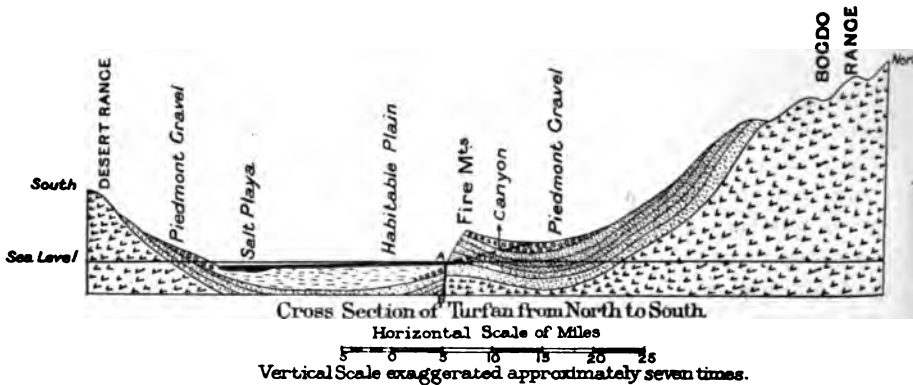 BOGDO
RANGE
North
DESERT RANGE
Piedmont Gravel
Salt Playa
Habitable Plain
Fire Mts
Canyon
Piedmont Gravel
South
Sea Level
A
B
Cross Section of Turfan from North to South
Horizontal Scale of Miles
5 0 5 10 15 20 25
Vertical Scale exaggerated approximately seven times.